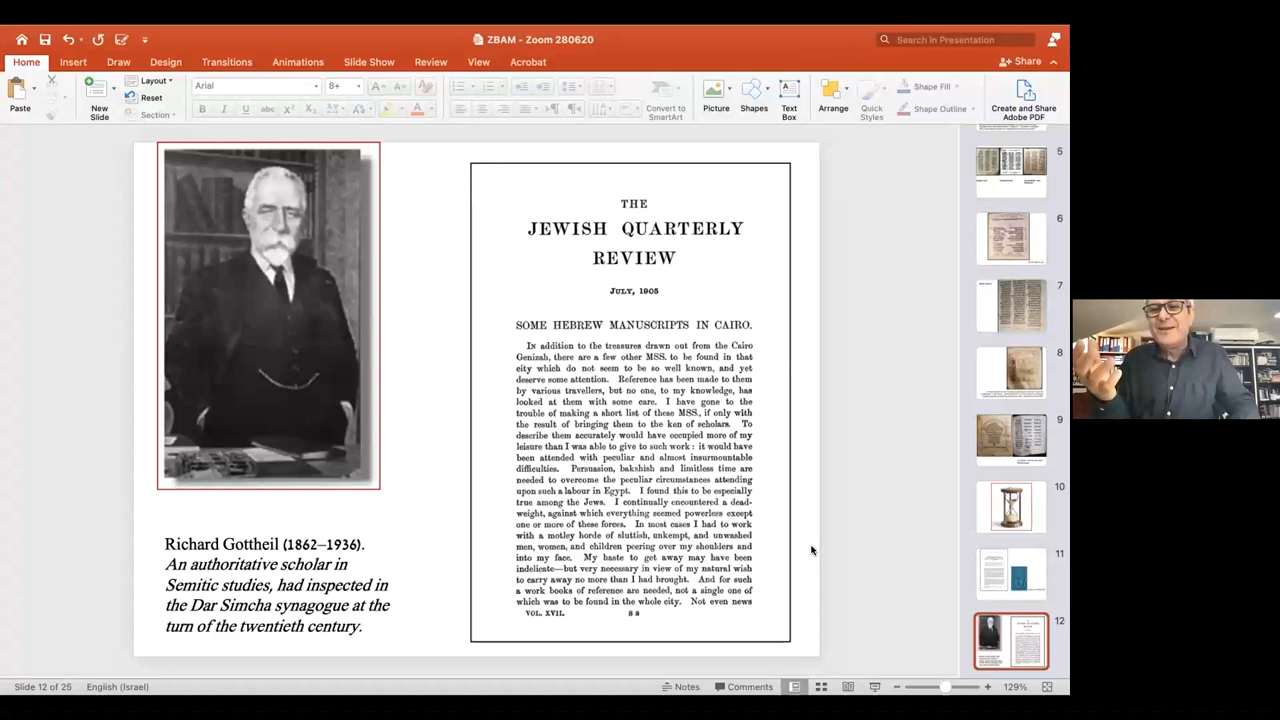 ZBAM - Zoom 280620
Search in Presentation
Home Insert Draw Design Transitions Animations Slide Show Review View Acrobat
Share
Paste
New Slide
Layout
Reset
Section
Arial
8+
Convert to SmartArt
Picture
Shapes
Text Box
Arrange
Quick Styles
Shape Fill
Shape Outline
Create and Share Adobe PDF
THE
JEWISH QUARTERLY
REVIEW
JULY, 1905
SOME HEBREW MANUSCRIPTS IN CAIRO.
IN addition to the treasures drawn out from the Cairo
Genizah, there are a few other MSS. to be found in that
city which do not seem to be so well known, and yet
deserve some attention. Reference has been made to them
by various travellers, but no one, to my knowledge, has
looked at them with some care. I have gone to the
trouble of making a short list of these MSS., if only with
the result of bringing them to the ken of scholars. To
describe them accurately would have occupied more of my
leisure than I was able to give to such work : it would have
been attended with peculiar and almost insurmountable
difficulties. Persuasion, bakshish and limitless time are
needed to overcome the peculiar circumstances attending
upon such a labour in Egypt. I found this to be especially
true among the Jews. I continually encountered a dead-
weight, against which everything seemed powerless except
one or more of these forces. In most cases I had to work
with a motley horde of sluttish, unkempt, and unwashed
men, women, and children peering over my shoulders and
into my face. My haste to get away may have been
indelicate—but very necessary in view of my natural wish
to carry away no more than I had brought. And for such
a work books of reference are needed, not a single one of
which was to be found in the whole city. Not even news
VOL. XVII.
Richard Gottheil (1862–1936).
An authoritative scholar in
Semitic studies, had inspected in
the Dar Simcha synagogue at the
turn of the twentieth century.
5
6
7
8
9
10
11
12
Slide 12 of 25
English (Israel)
Notes
Comments
129%